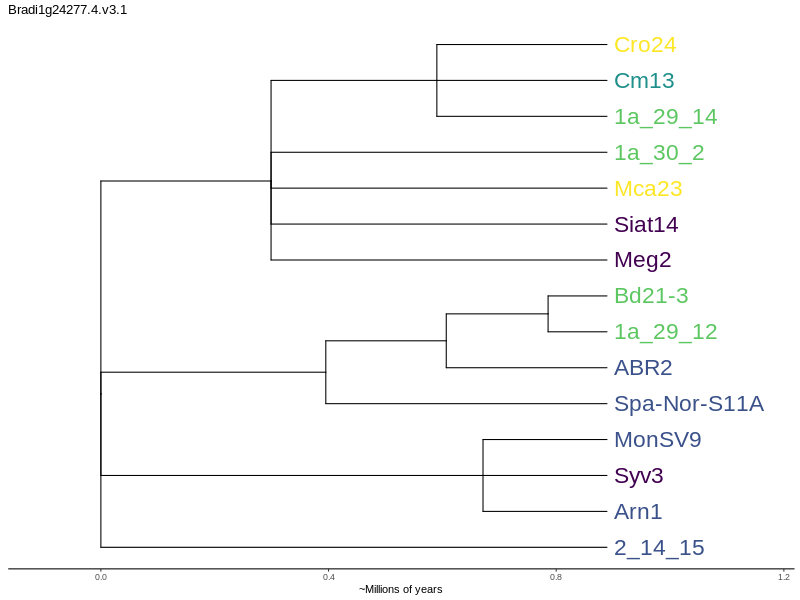 Bradi1g24277.4.v3.1
Cro24
Cm13
1a_29_14
1a_30_2
Mca23
Siat14
Meg2
Bd21-3
1a_29_12
ABR2
Spa-Nor-S11A
MonSV9
Syv3
Arn1
2_14_15
0.0 0.4 0.8 1.2
~Millions of years